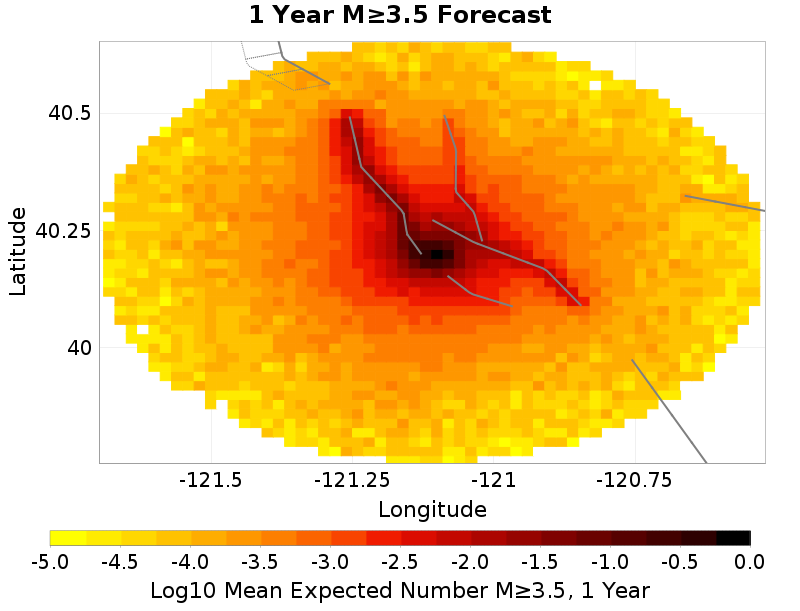 1 Year M≥3.5 Forecast
40.5
40.25
40
Latitude
-121.5 -121.25 -121 -120.75
Longitude
-5.0 -4.5 -4.0 -3.5 -3.0 -2.5 -2.0 -1.5 -1.0 -0.5 0.0
Log10 Mean Expected Number M≥3.5, 1 Year